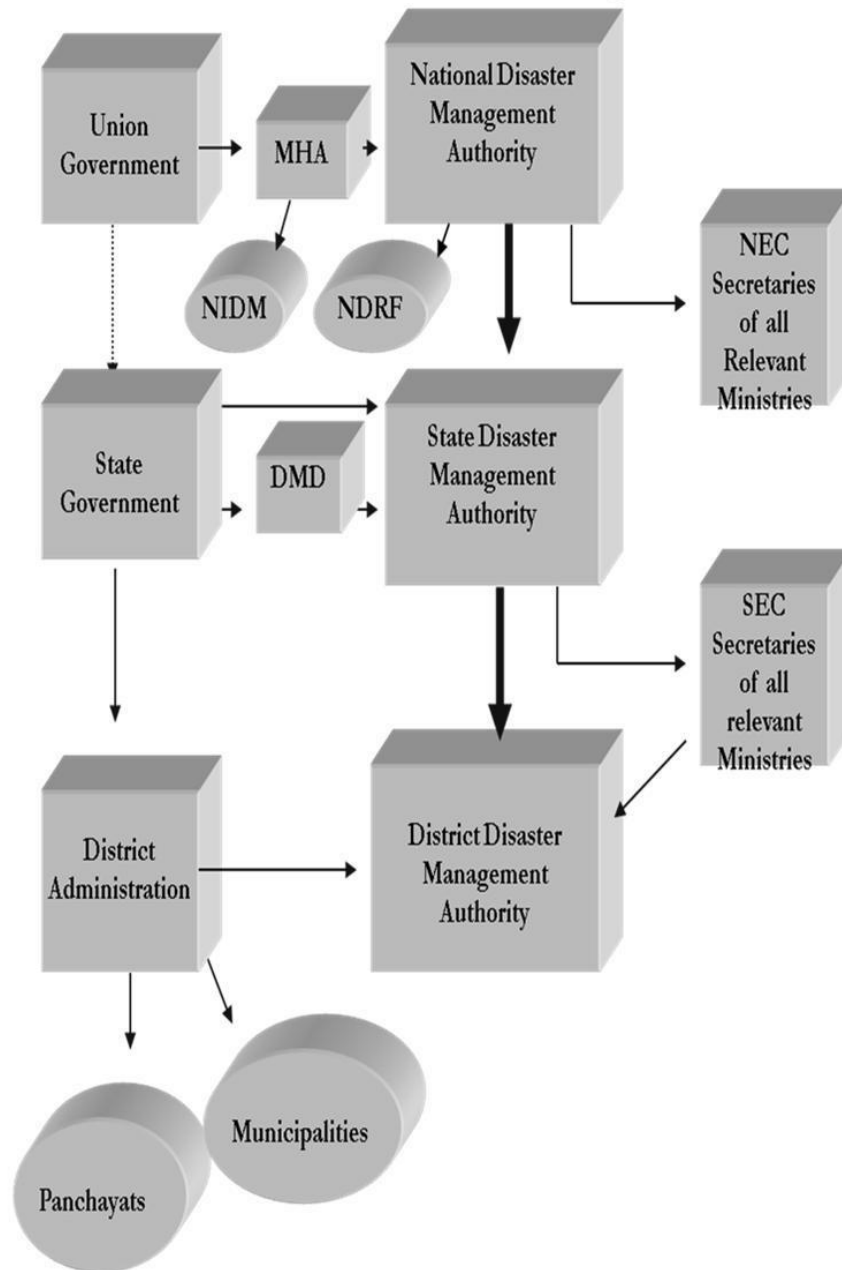 Union
Government
MHA
National Disaster
Management
Authority
NIDM
NDRF
NEC
Secretaries
of all
Relevant
Ministries
State
Government
DMD
State Disaster
Management
Authority
SEC
Secretaries
of all
relevant
Ministries
District
Administration
District Disaster
Management
Authority
Municipalities
Panchayats